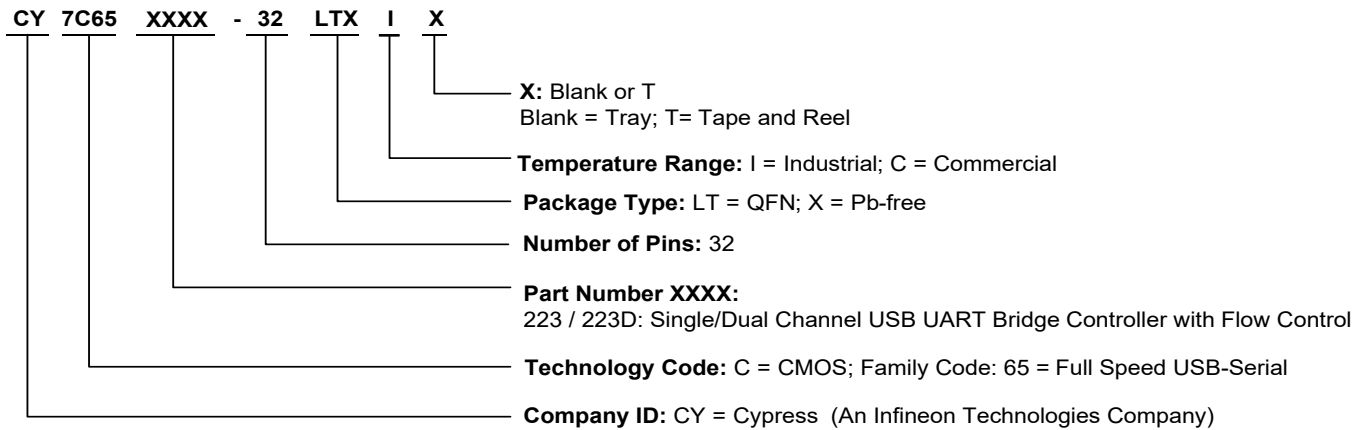 CY 7C65 XXXX - 32 LTX I X
X: Blank or T
Blank = Tray; T= Tape and Reel
Temperature Range: I = Industrial; C = Commercial
Package Type: LT = QFN; X = Pb-free
Number of Pins: 32
Part Number XXXX:
223 / 223D: Single/Dual Channel USB UART Bridge Controller with Flow Control
Technology Code: C = CMOS; Family Code: 65 = Full Speed USB-Serial
Company ID: CY = Cypress (An Infineon Technologies Company)